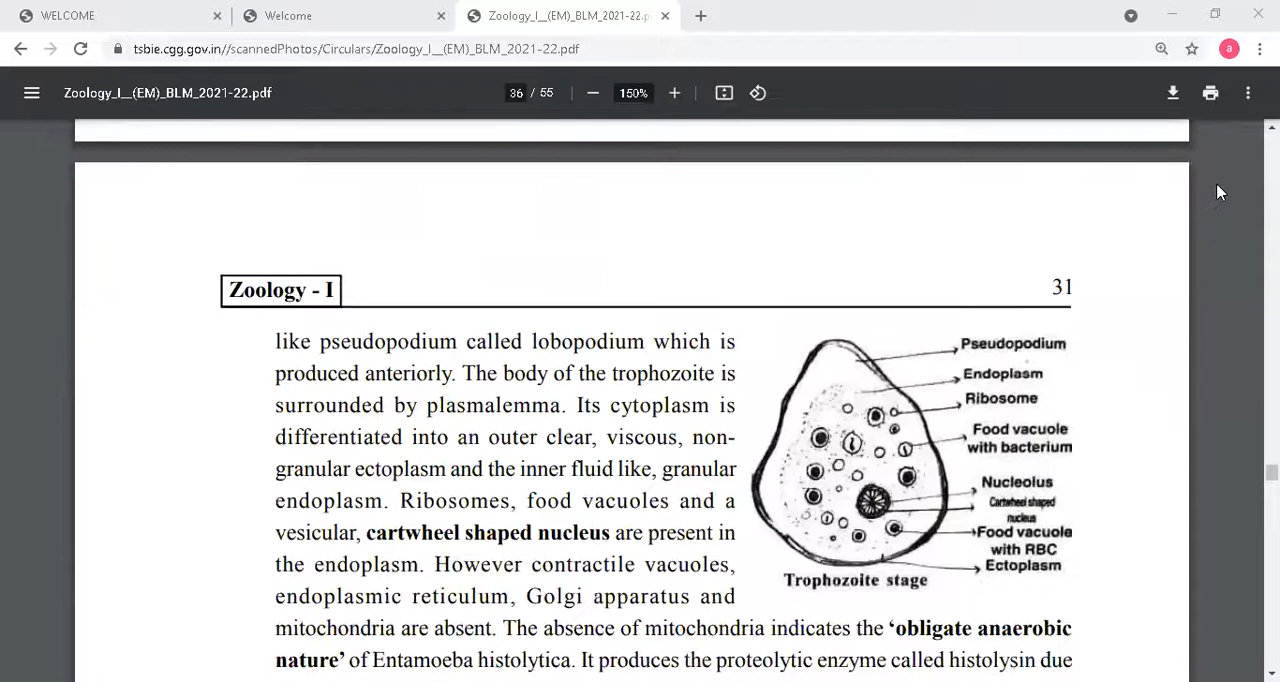 WELCOME
Welcome
Zoology_I__(EM)_BLM_2021-22.p
tsbie.cgg.gov.in//scannedPhotos/Circulars/Zoology_I__(EM)_BLM_2021-22.pdf
a
Zoology_I__(EM)_BLM_2021-22.pdf
36 / 55
150%
Zoology - I
31
like pseudopodium called lobopodium which is
produced anteriorly. The body of the trophozoite is
surrounded by plasmalemma. Its cytoplasm is
differentiated into an outer clear, viscous, non-
granular ectoplasm and the inner fluid like, granular
endoplasm. Ribosomes, food vacuoles and a
vesicular, cartwheel shaped nucleus are present in
the endoplasm. However contractile vacuoles,
endoplasmic reticulum, Golgi apparatus and
mitochondria are absent. The absence of mitochondria indicates the ‘obligate anaerobic
nature’ of Entamoeba histolytica. It produces the proteolytic enzyme called histolysin due
Pseudopodium
Endoplasm
Ribosome
Food vacuole
with bacterium
Nucleolus
Cartwheel shaped
nucleus
Food vacuole
with RBC
Ectoplasm
Trophozoite stage